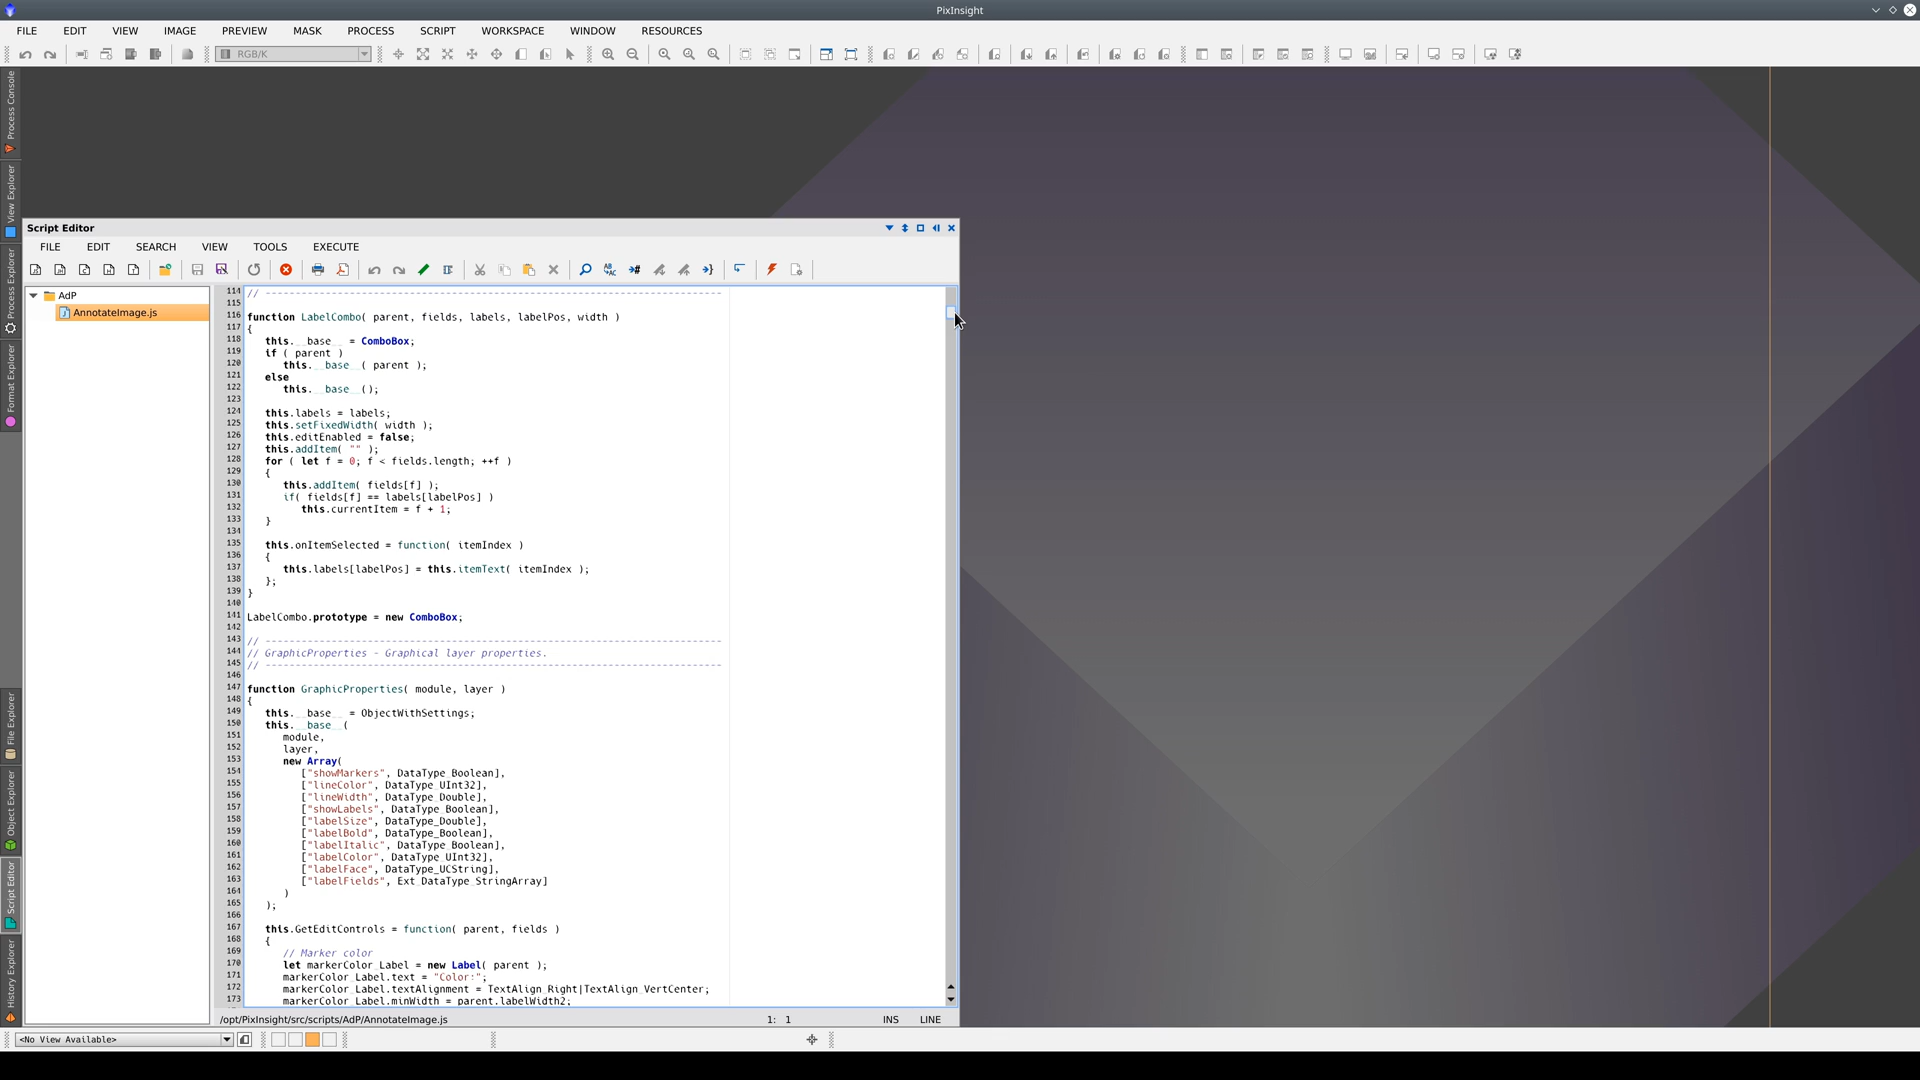 PixInsight
FILE EDIT VIEW IMAGE PREVIEW MASK PROCESS SCRIPT WORKSPACE WINDOW RESOURCES
RGB/K
Process Console
View Explorer
Process Explorer
Format Explorer
File Explorer
Object Explorer
Script Editor
History Explorer
Script Editor
FILE EDIT SEARCH VIEW TOOLS EXECUTE
AdP
AnnotateImage.js
114 // ----------------------------------------------------------------------------
115
116 function LabelCombo( parent, fields, labels, labelPos, width )
117 {
118    this.__base__ = ComboBox;
119    if ( parent )
120       this.__base__( parent );
121    else
122       this.__base__();
123
124    this.labels = labels;
125    this.setFixedWidth( width );
126    this.editEnabled = false;
127    this.addItem( "" );
128    for ( let f = 0; f < fields.length; ++f )
129    {
130       this.addItem( fields[f] );
131       if( fields[f] == labels[labelPos] )
132          this.currentItem = f + 1;
133    }
134
135    this.onItemSelected = function( itemIndex )
136    {
137       this.labels[labelPos] = this.itemText( itemIndex );
138    };
139 }
140
141 LabelCombo.prototype = new ComboBox;
142
143 // ----------------------------------------------------------------------------
144 // GraphicProperties - Graphical layer properties.
145 // ----------------------------------------------------------------------------
146
147 function GraphicProperties( module, layer )
148 {
149    this.__base__ = ObjectWithSettings;
150    this.__base__(
151       module,
152       layer,
153       new Array(
154          ["showMarkers", DataType_Boolean],
155          ["lineColor", DataType_UInt32],
156          ["lineWidth", DataType_Double],
157          ["showLabels", DataType_Boolean],
158          ["labelSize", DataType_Double],
159          ["labelBold", DataType_Boolean],
160          ["labelItalic", DataType_Boolean],
161          ["labelColor", DataType_UInt32],
162          ["labelFace", DataType_UCString],
163          ["labelFields", Ext_DataType_StringArray]
164       )
165    );
166
167    this.GetEditControls = function( parent, fields )
168    {
169       // Marker color
170       let markerColor_Label = new Label( parent );
171       markerColor_Label.text = "Color:";
172       markerColor_Label.textAlignment = TextAlign_Right|TextAlign_VertCenter;
173       markerColor_Label.minWidth = parent.labelWidth2;
/opt/PixInsight/src/scripts/AdP/AnnotateImage.js 1: 1 INS LINE
<No View Available>